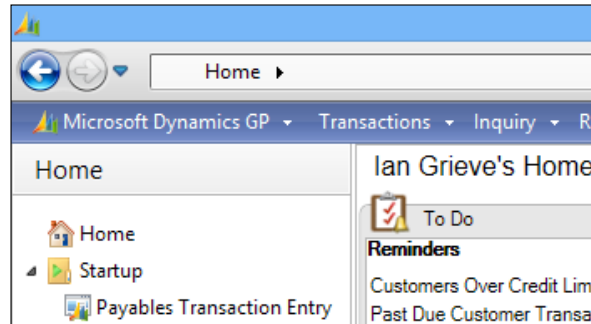 Home
Microsoft Dynamics GP Transactions Inquiry R
Home
Ian Grieve's Home
Home
To Do
Reminders
Startup
Customers Over Credit Lim
Payables Transaction Entry
Past Due Customer Transa